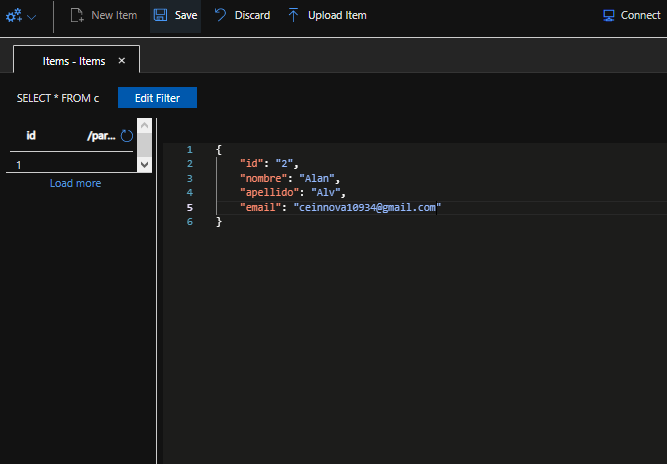 New Item Save Discard Upload Item Connect
Items - Items ×
SELECT * FROM c Edit Filter
id /par...
1
Load more
1 {
2 "id": "2",
3 "nombre": "Alan",
4 "apellido": "Alv",
5 "email": "ceinnova10934@gmail.com"
6 }